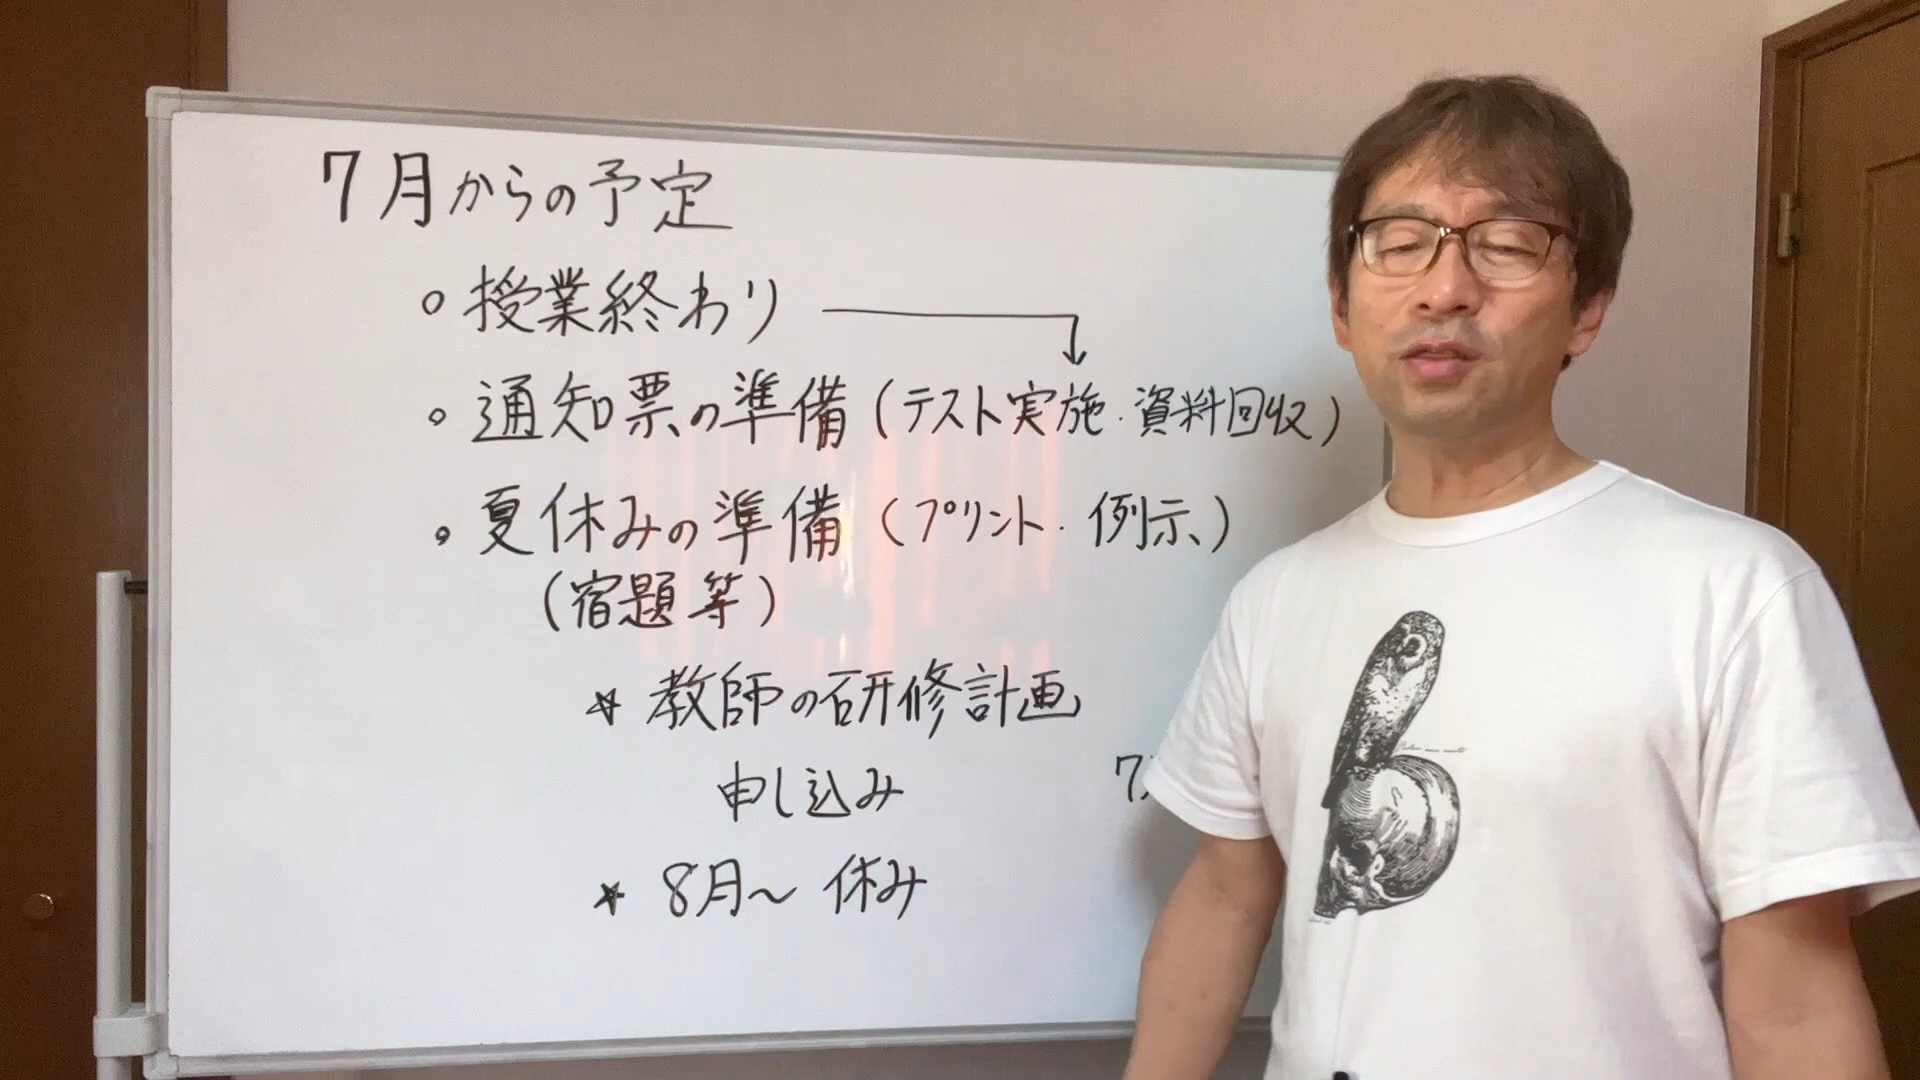 7月からの予定
○授業終わり
○通知票の準備(テスト実施・資料回収)
○夏休みの準備(プリント・例示)
(宿題等)
☆教師の研修計画
申し込み
7
☆8月〜休み